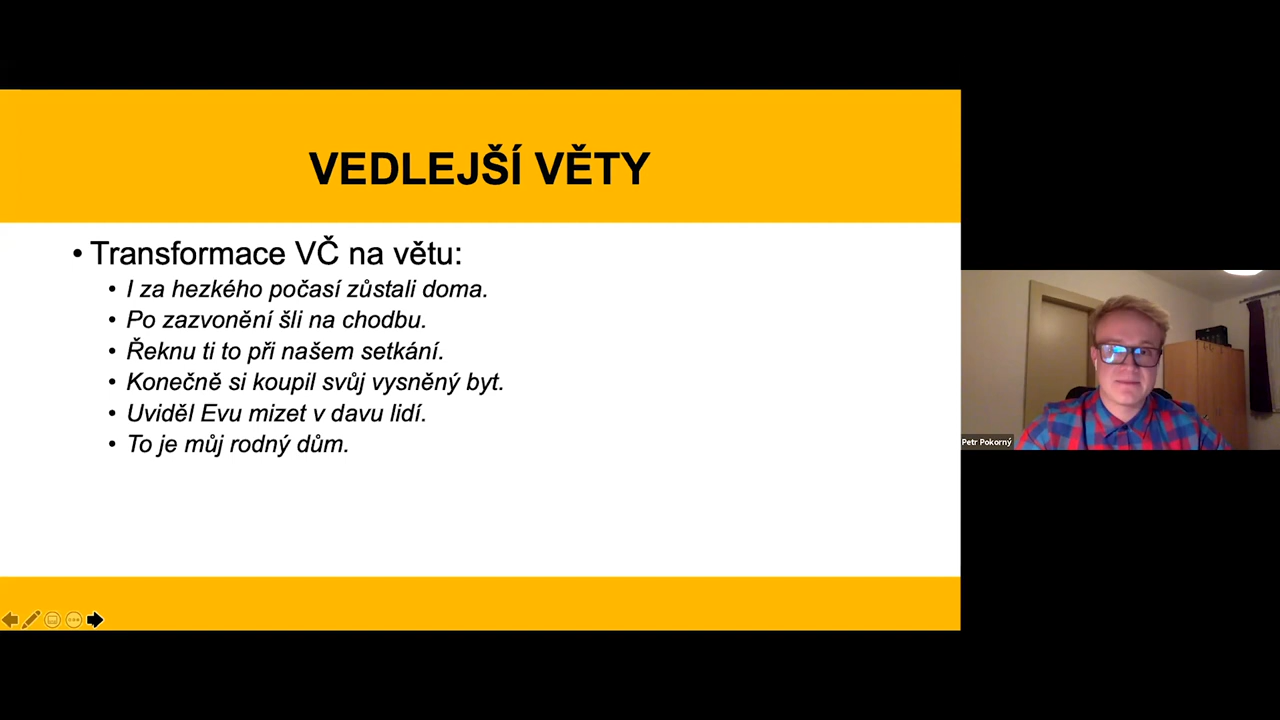 VEDLEJŠÍ VĚTY
• Transformace VČ na větu:
• I za hezkého počasí zůstali doma.
• Po zazvonění šli na chodbu.
• Řeknu ti to při našem setkání.
• Konečně si koupil svůj vysněný byt.
• Uviděl Evu mizet v davu lidí.
• To je můj rodný dům.
Petr Pokorný